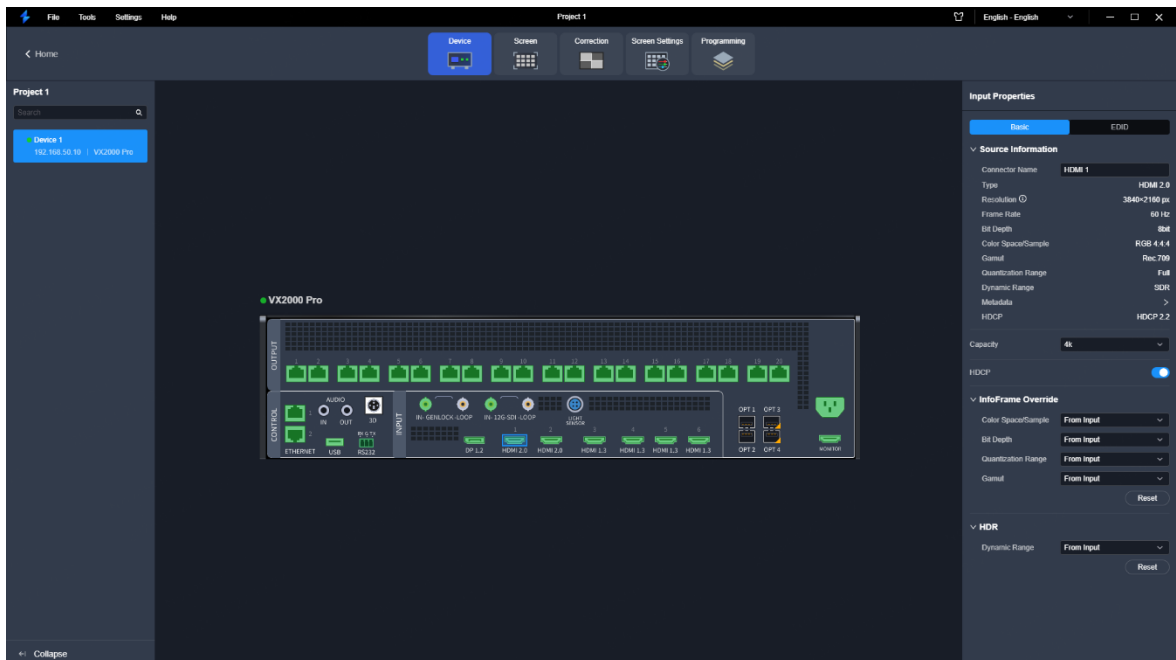 File Tools Settings Help Project 1 English - English
Home
Device Screen Correction Screen Settings Programming
Project 1
Search
Device 1
192.168.50.10 | VX2000 Pro
Collapse
VX2000 Pro
OUTPUT
1 2 3 4 5 6 7 8 9 10 11 12 13 14 15 16 17 18 19 20
CONTROL
1
2
AUDIO
IN OUT 3D
ETHERNET USB RS232
INPUT
IN- GENLOCK -LOOP IN- 12G-SDI -LOOP LIGHT
SENSOR
1 2 3 4 5 6
DP 1.2 HDMI 2.0 HDMI 2.0 HDMI 1.3 HDMI 1.3 HDMI 1.3 HDMI 1.3
OPT 1 OPT 3
OPT 2 OPT 4
MONITOR
Input Properties
Basic EDID
Source Information
Connector Name HDMI 1
Type HDMI 2.0
Resolution 3840×2160 px
Frame Rate 60 Hz
Bit Depth 8bit
Color Space/Sample RGB 4:4:4
Gamut Rec.709
Quantization Range Full
Dynamic Range SDR
Metadata >
HDCP HDCP 2.2
Capacity 4k
HDCP
InfoFrame Override
Color Space/Sample From Input
Bit Depth From Input
Quantization Range From Input
Gamut From Input
Reset
HDR
Dynamic Range From Input
Reset